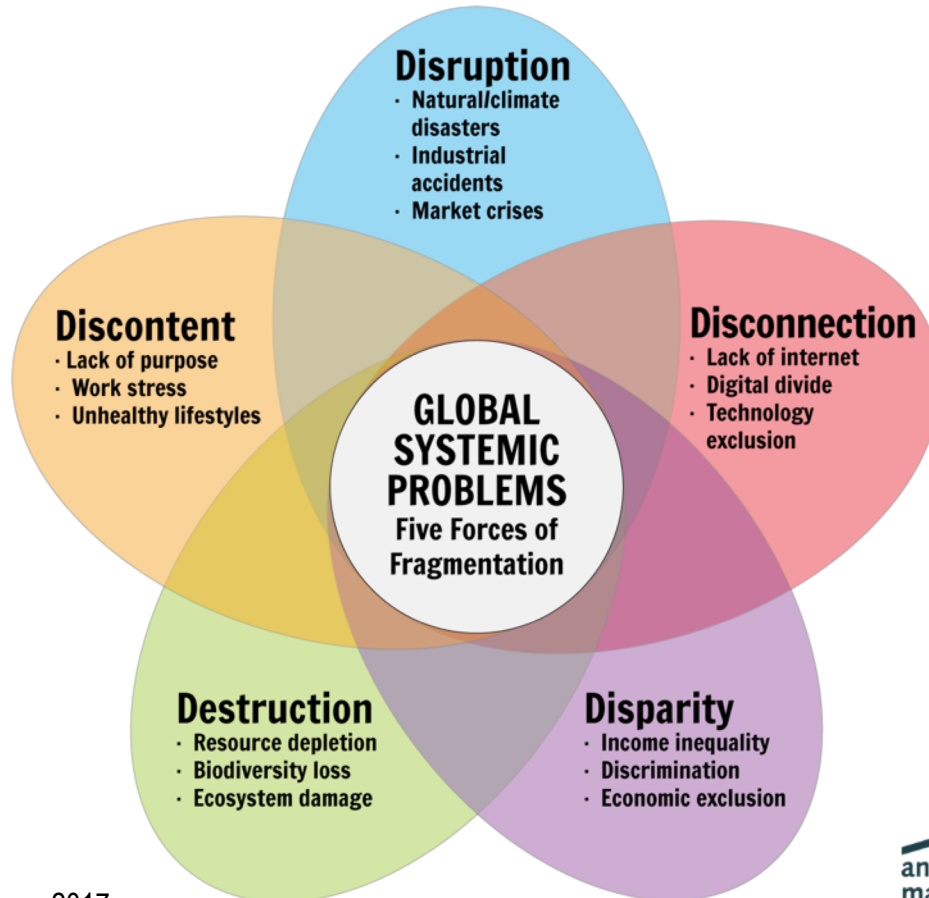 Disruption
· Natural/climate
disasters
· Industrial
accidents
· Market crises
Discontent
· Lack of purpose
· Work stress
· Unhealthy lifestyles
Disconnection
· Lack of internet
· Digital divide
· Technology
exclusion
GLOBAL
SYSTEMIC
PROBLEMS
Five Forces of
Fragmentation
Destruction
· Resource depletion
· Biodiversity loss
· Ecosystem damage
Disparity
· Income inequality
· Discrimination
· Economic exclusion